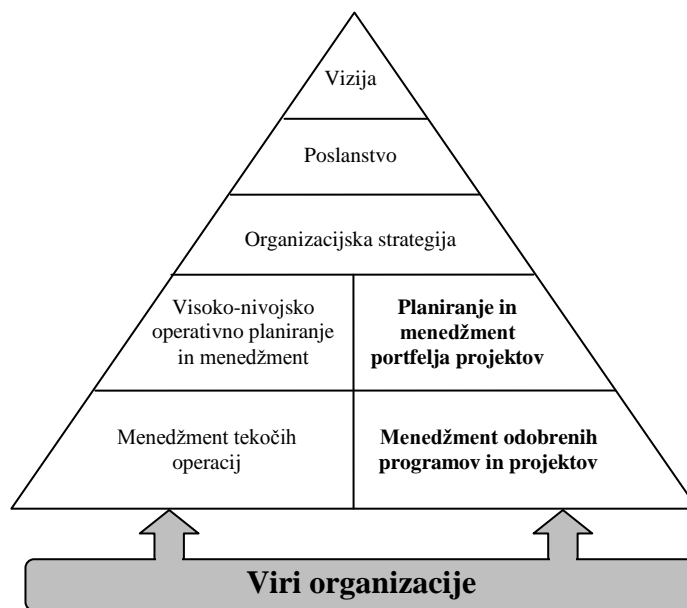 Vizija
Poslanstvo
Organizacijska strategija
Visoko-nivojsko
operativno planiranje
in menedžment
Planiranje in
menedžment
portfelja projektov
Menedžment tekočih
operacij
Menedžment odobrenih
programov in projektov
Viri organizacije